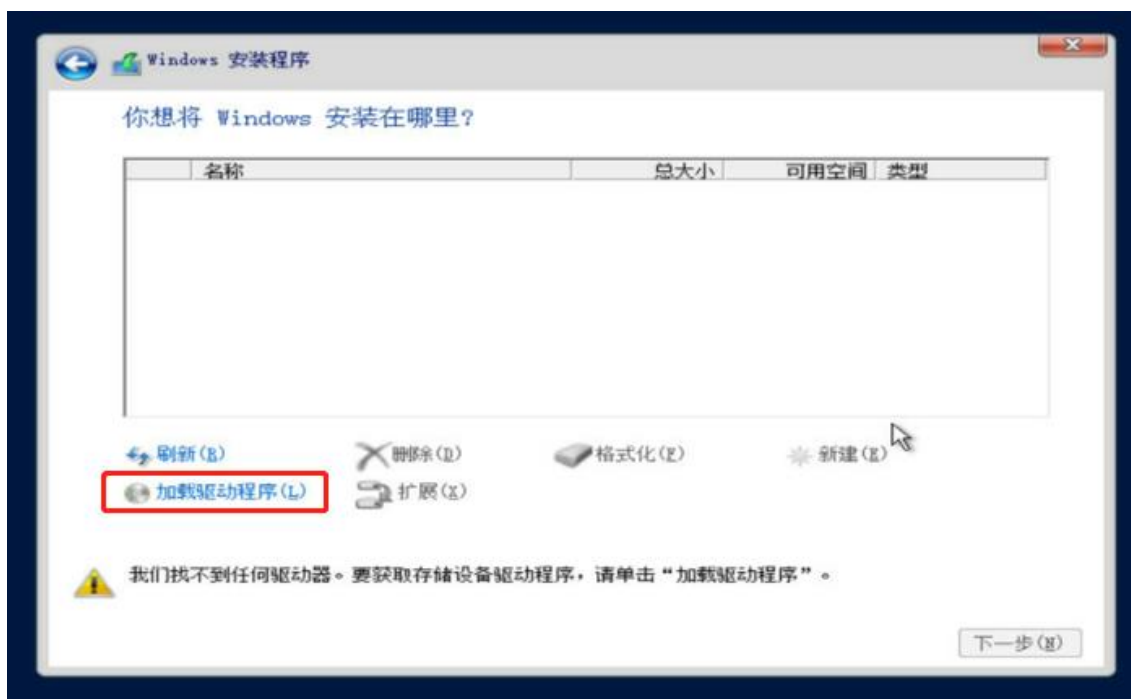 Windows 安装程序
你想将 Windows 安装在哪里?
名称 总大小 可用空间 类型
刷新(R) 删除(D) 格式化(F) 新建(E)
加载驱动程序(L) 扩展(X)
我们找不到任何驱动器。要获取存储设备驱动程序，请单击“加载驱动程序”。
下一步(N)